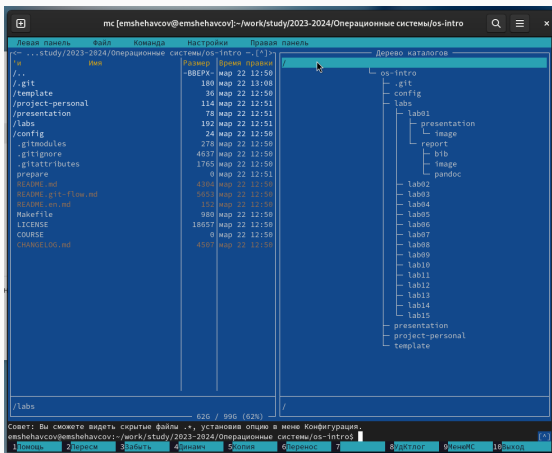 mc [emshehavcov@emshehavcov]:~/work/study/2023-2024/Операционные системы/os-intro
Левая панель Файл Команда Настройки Правая панель
<— ...study/2023-2024/Операционные системы/os-intro —.[^]>
'и Имя Размер Время правки
/.. -ВВЕРХ- мар 22 12:50
/.git 180 мар 22 13:08
/template 36 мар 22 12:50
/project-personal 114 мар 22 12:51
/presentation 78 мар 22 12:51
/labs 192 мар 22 12:51
/config 24 мар 22 12:50
.gitmodules 278 мар 22 12:50
.gitignore 4637 мар 22 12:50
.gitattributes 1765 мар 22 12:50
prepare 0 мар 22 12:51
README.md 4304 мар 22 12:50
README.git-flow.md 5653 мар 22 12:50
README.en.md 152 мар 22 12:50
Makefile 980 мар 22 12:50
LICENSE 18657 мар 22 12:50
COURSE 0 мар 22 12:50
CHANGELOG.md 4507 мар 22 12:50
/labs
62G / 99G (62%)
Дерево каталогов
/
os-intro
.git
config
labs
lab01
presentation
image
report
bib
image
pandoc
lab02
lab03
lab04
lab05
lab06
lab07
lab08
lab09
lab10
lab11
lab12
lab13
lab14
lab15
presentation
project-personal
template
/
Совет: Вы сможете видеть скрытые файлы .*, установив опцию в меню Конфигурация.
emshehavcov@emshehavcov:~/work/study/2023-2024/Операционные системы/os-intro$ [^]
1Помощь 2Пересм 3Забыть 4Динамч 5Копия 6Перенос 7 8УдКтлог 9МенюМС 10Выход